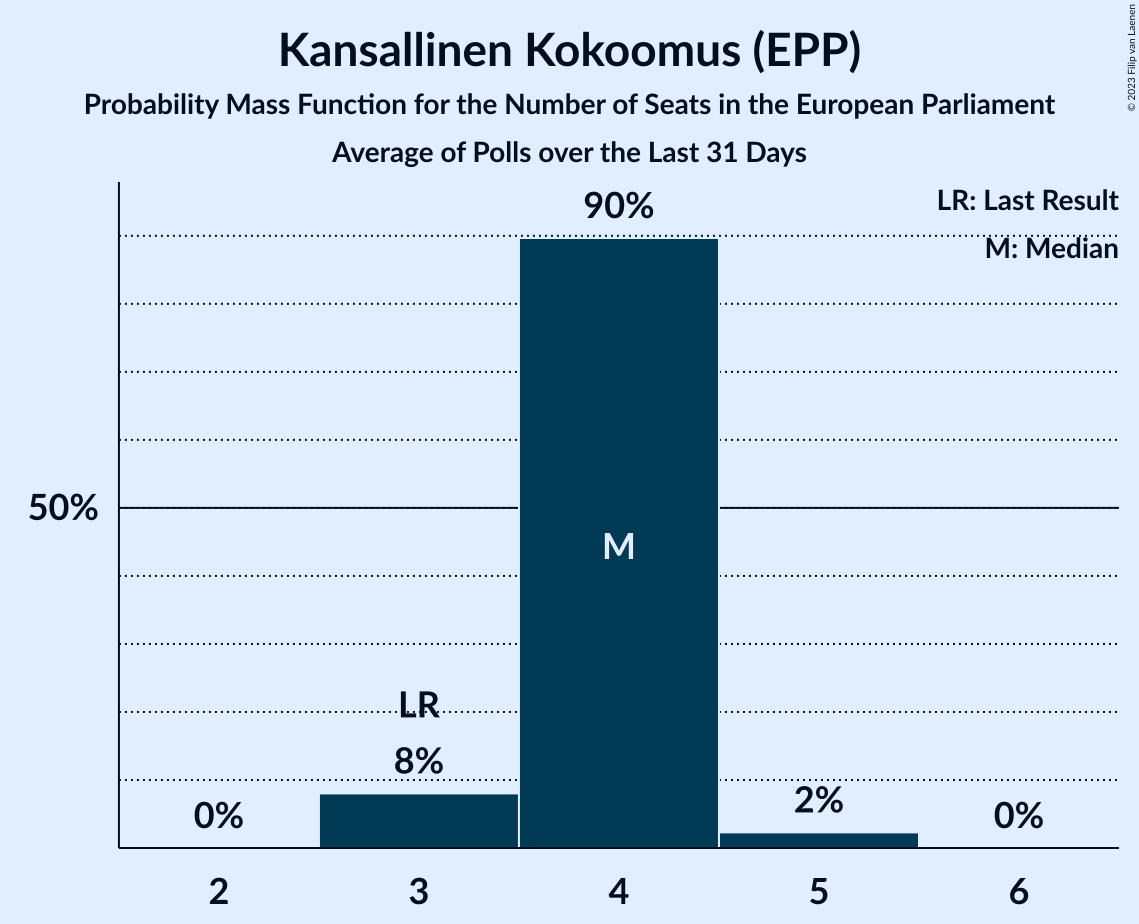 Kansallinen Kokoomus (EPP)
Probability Mass Function for the Number of Seats in the European Parliament
Average of Polls over the Last 31 Days
© 2023 Filip van Laenen
LR: Last Result
M: Median
90%
50%
M
LR
8%
0%
2%
0%
2 3 4 5 6